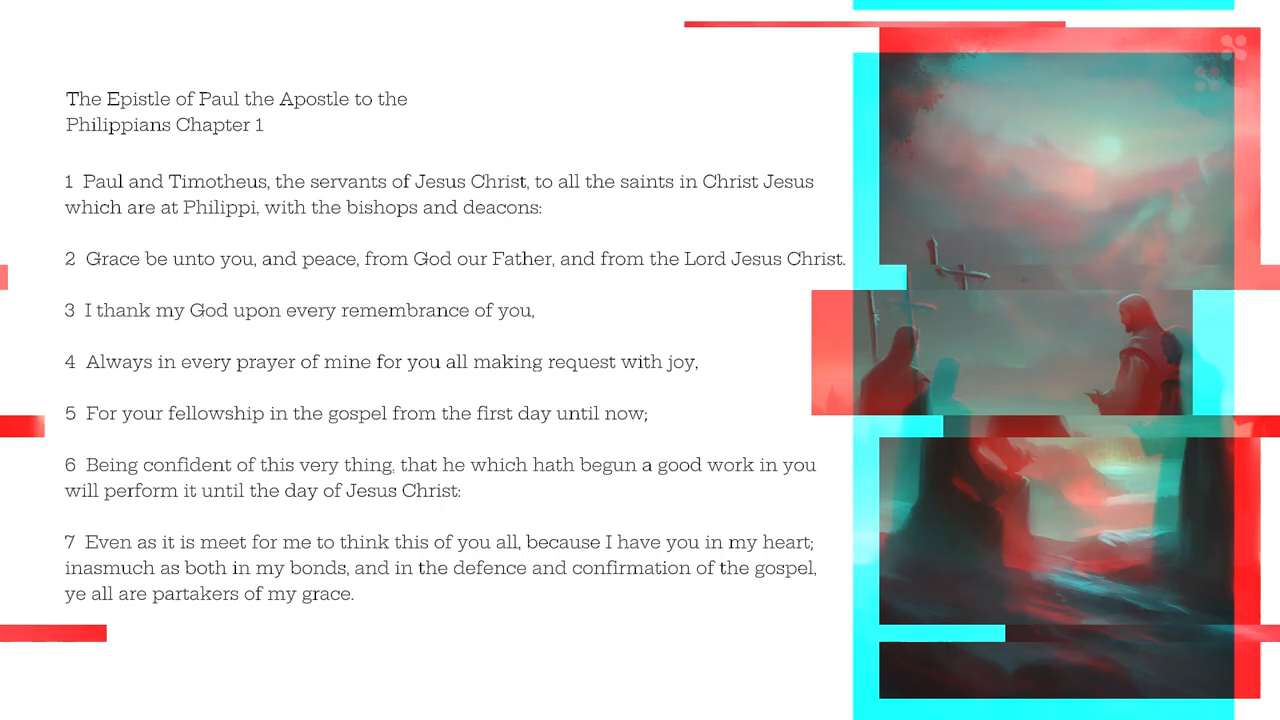 The Epistle of Paul the Apostle to the
Philippians Chapter 1
1 Paul and Timotheus, the servants of Jesus Christ, to all the saints in Christ Jesus
which are at Philippi, with the bishops and deacons:
2 Grace be unto you, and peace, from God our Father, and from the Lord Jesus Christ.
3 I thank my God upon every remembrance of you,
4 Always in every prayer of mine for you all making request with joy,
5 For your fellowship in the gospel from the first day until now;
6 Being confident of this very thing, that he which hath begun a good work in you
will perform it until the day of Jesus Christ:
7 Even as it is meet for me to think this of you all, because I have you in my heart;
inasmuch as both in my bonds, and in the defence and confirmation of the gospel,
ye all are partakers of my grace.